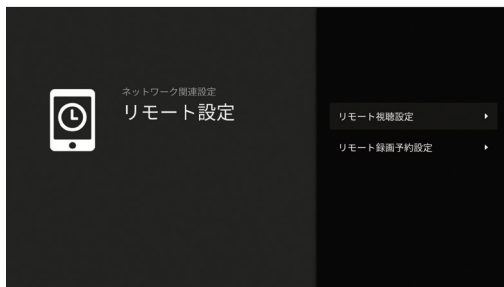 ネットワーク関連設定
リモート設定
リモート視聴設定
リモート録画予約設定